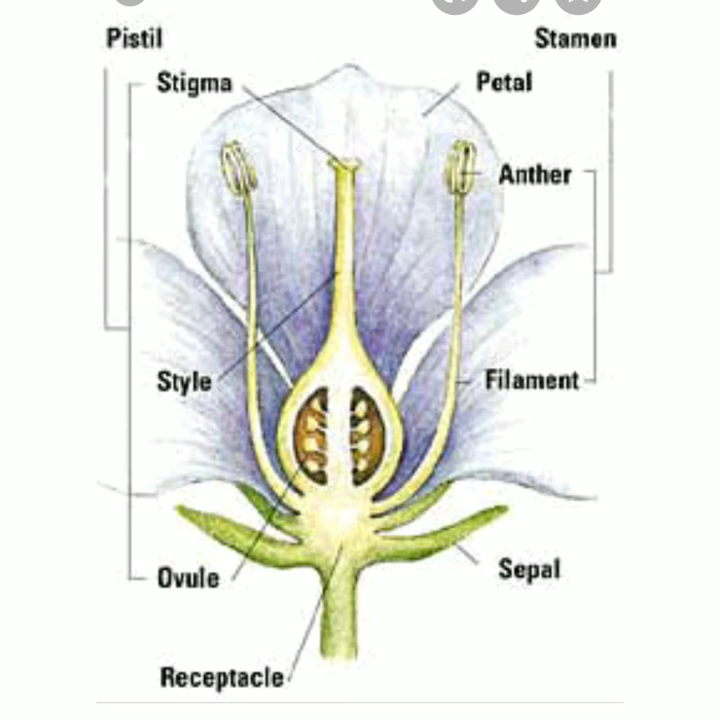 Pistil
Stamen
Stigma
Petal
Anther
Style
Filament
Ovule
Sepal
Receptacle